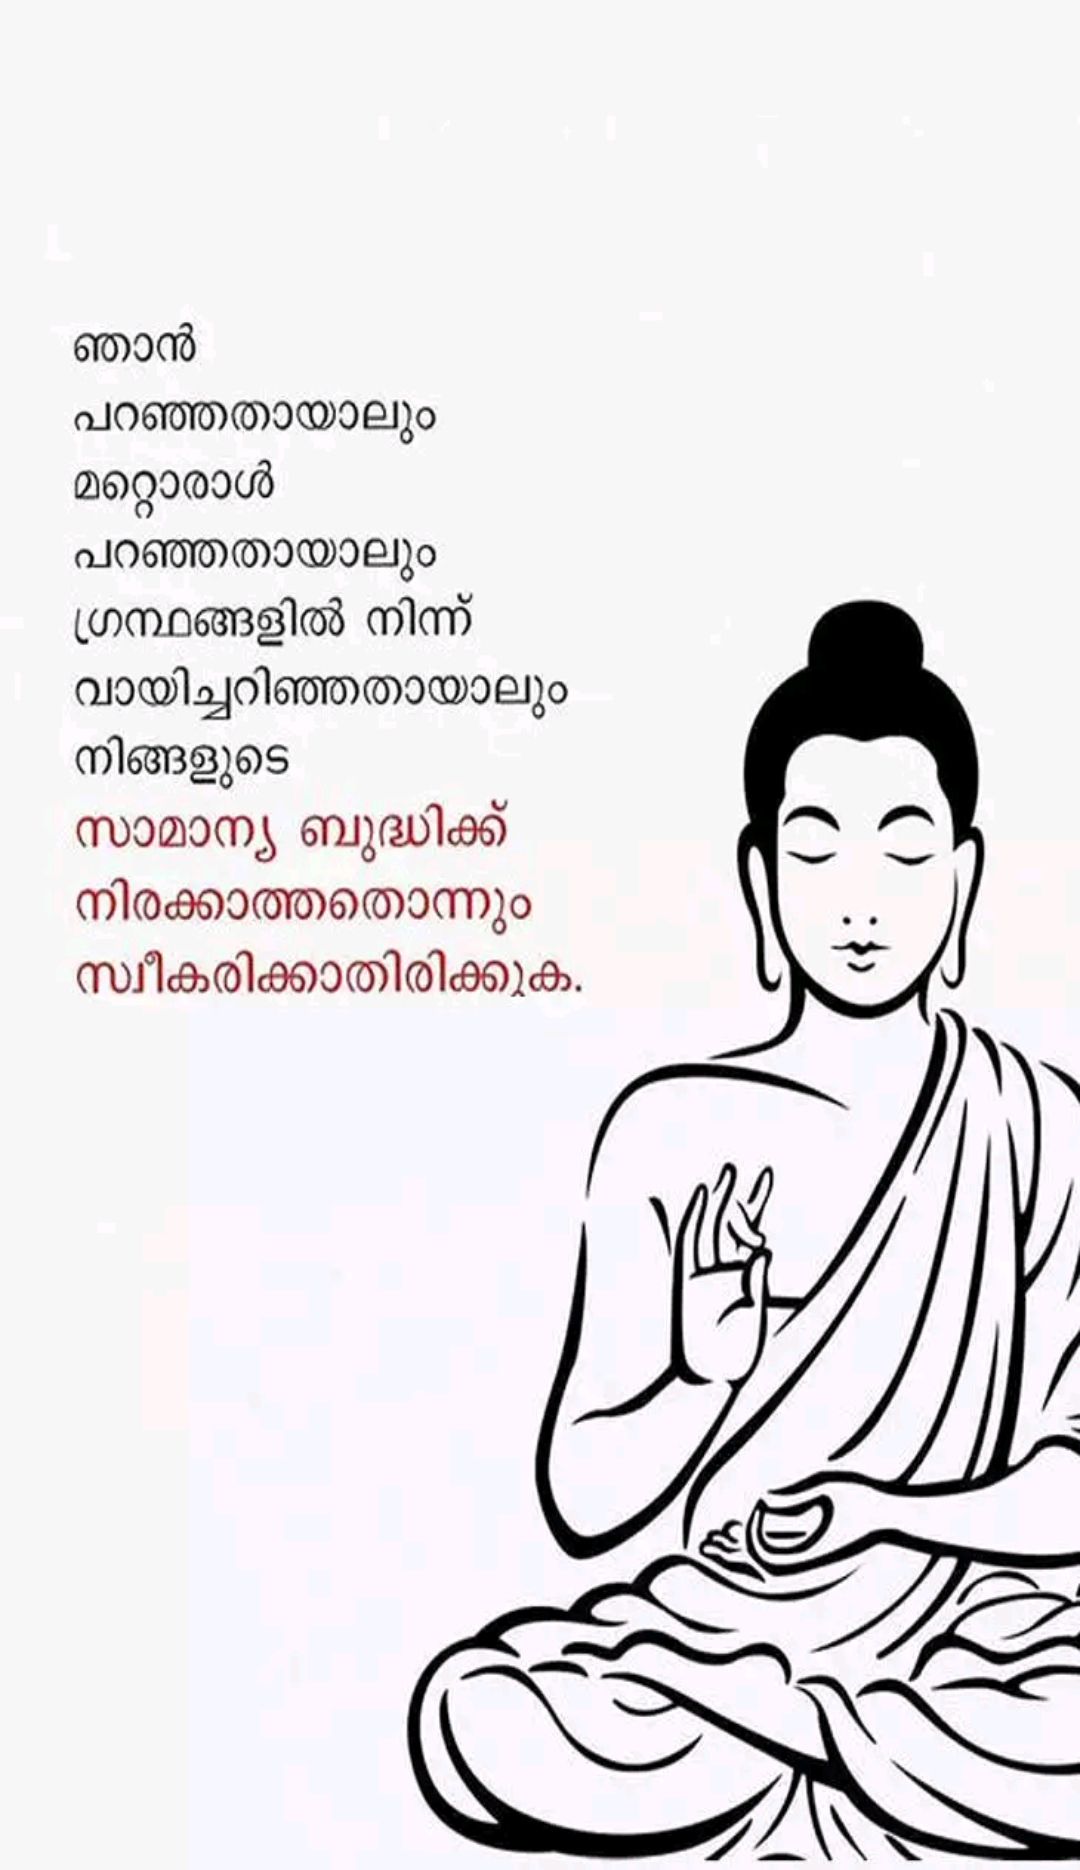 ഞാൻ
പറഞ്ഞതായാലും
മറ്റൊരാൾ
പറഞ്ഞതായാലും
ഗ്രന്ഥങ്ങളിൽ നിന്ന്
വായിച്ചറിഞ്ഞതായാലും
നിങ്ങളുടെ
സാമാന്യ ബുദ്ധിക്ക്
നിരക്കാത്തതൊന്നും
സ്വീകരിക്കാതിരിക്കുക.